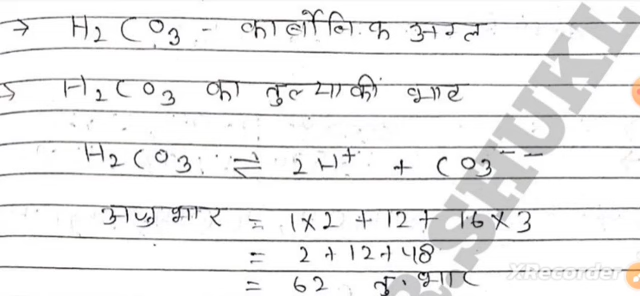 → H2CO3 - कार्बोनिक अम्ल
→ H2CO3 का तुल्यांकी भार
H2CO3 ⇌ 2H+ + CO3--
अणुभार = 1×2+12+16×3
= 2+12+48
= 62 तु. भार
R.SHUKL
XRecorder